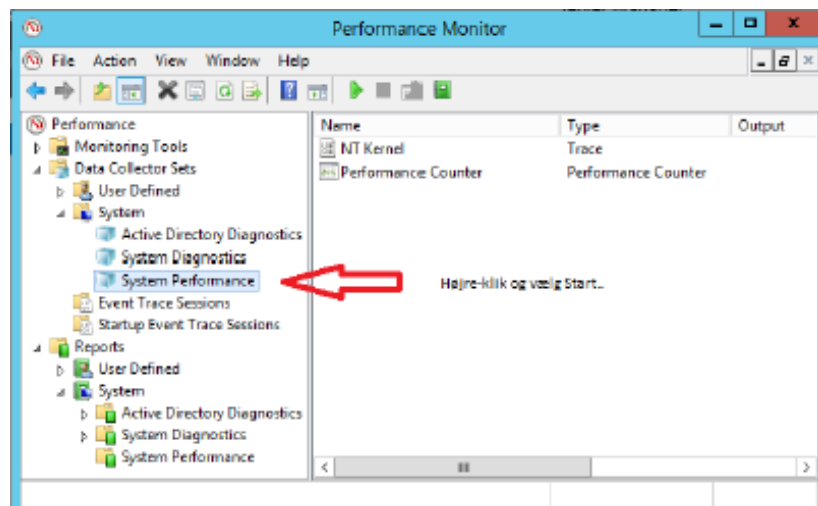 Performance Monitor
File Action View Window Help
Performance
Monitoring Tools
Data Collector Sets
User Defined
System
Active Directory Diagnostics
System Diagnostics
System Performance
Event Trace Sessions
Startup Event Trace Sessions
Reports
User Defined
System
Active Directory Diagnostics
System Diagnostics
System Performance
Name Type Output
NT Kernel Trace
Performance Counter Performance Counter
Højre-klik og vælg Start...